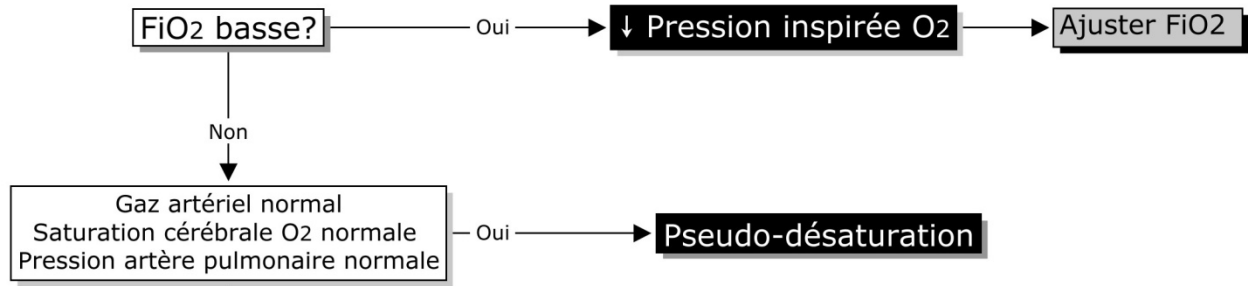 FiO2 basse?
Oui
↓ Pression inspirée O2
Ajuster FiO2
Non
Gaz artériel normal
Saturation cérébrale O2 normale
Pression artère pulmonaire normale
Oui
Pseudo-désaturation